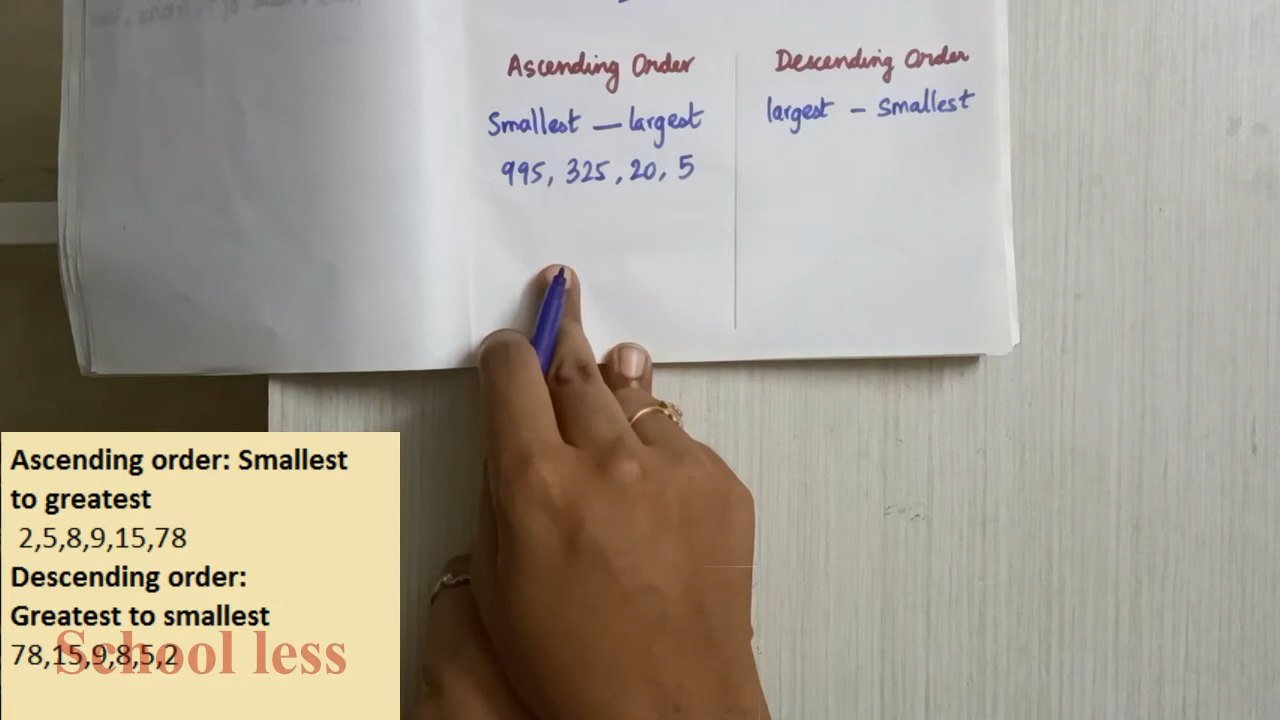 Ascending Order
Smallest — largest
995, 325, 20, 5
Descending Order
largest - Smallest
Ascending order: Smallest
to greatest
2,5,8,9,15,78
Descending order:
Greatest to smallest
78,15,9,8,5,2
School less